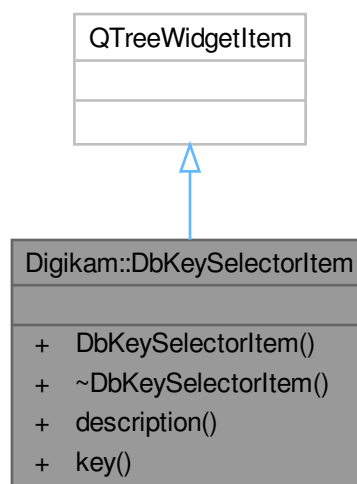 QTreeWidgetItem
Digikam::DbKeySelectorItem
+ DbKeySelectorItem()
+ ~DbKeySelectorItem()
+ description()
+ key()